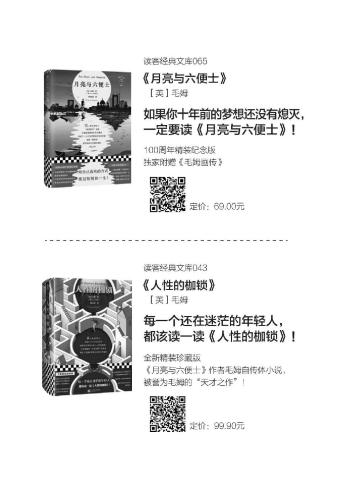 读客经典文库065
《月亮与六便士》
［英］毛姆
如果你十年前的梦想还没有熄灭，
一定要读《月亮与六便士》！
100周年精装纪念版
独家附赠《毛姆画传》
定价：69.00元
月亮与六便士
读客经典文库043
《人性的枷锁》
［英］毛姆
每一个还在迷茫的年轻人，
都该读一读《人性的枷锁》！
全新精装珍藏版
《月亮与六便士》作者毛姆自传体小说，
被誉为毛姆的“天才之作”！
定价：99.90元
人性的枷锁